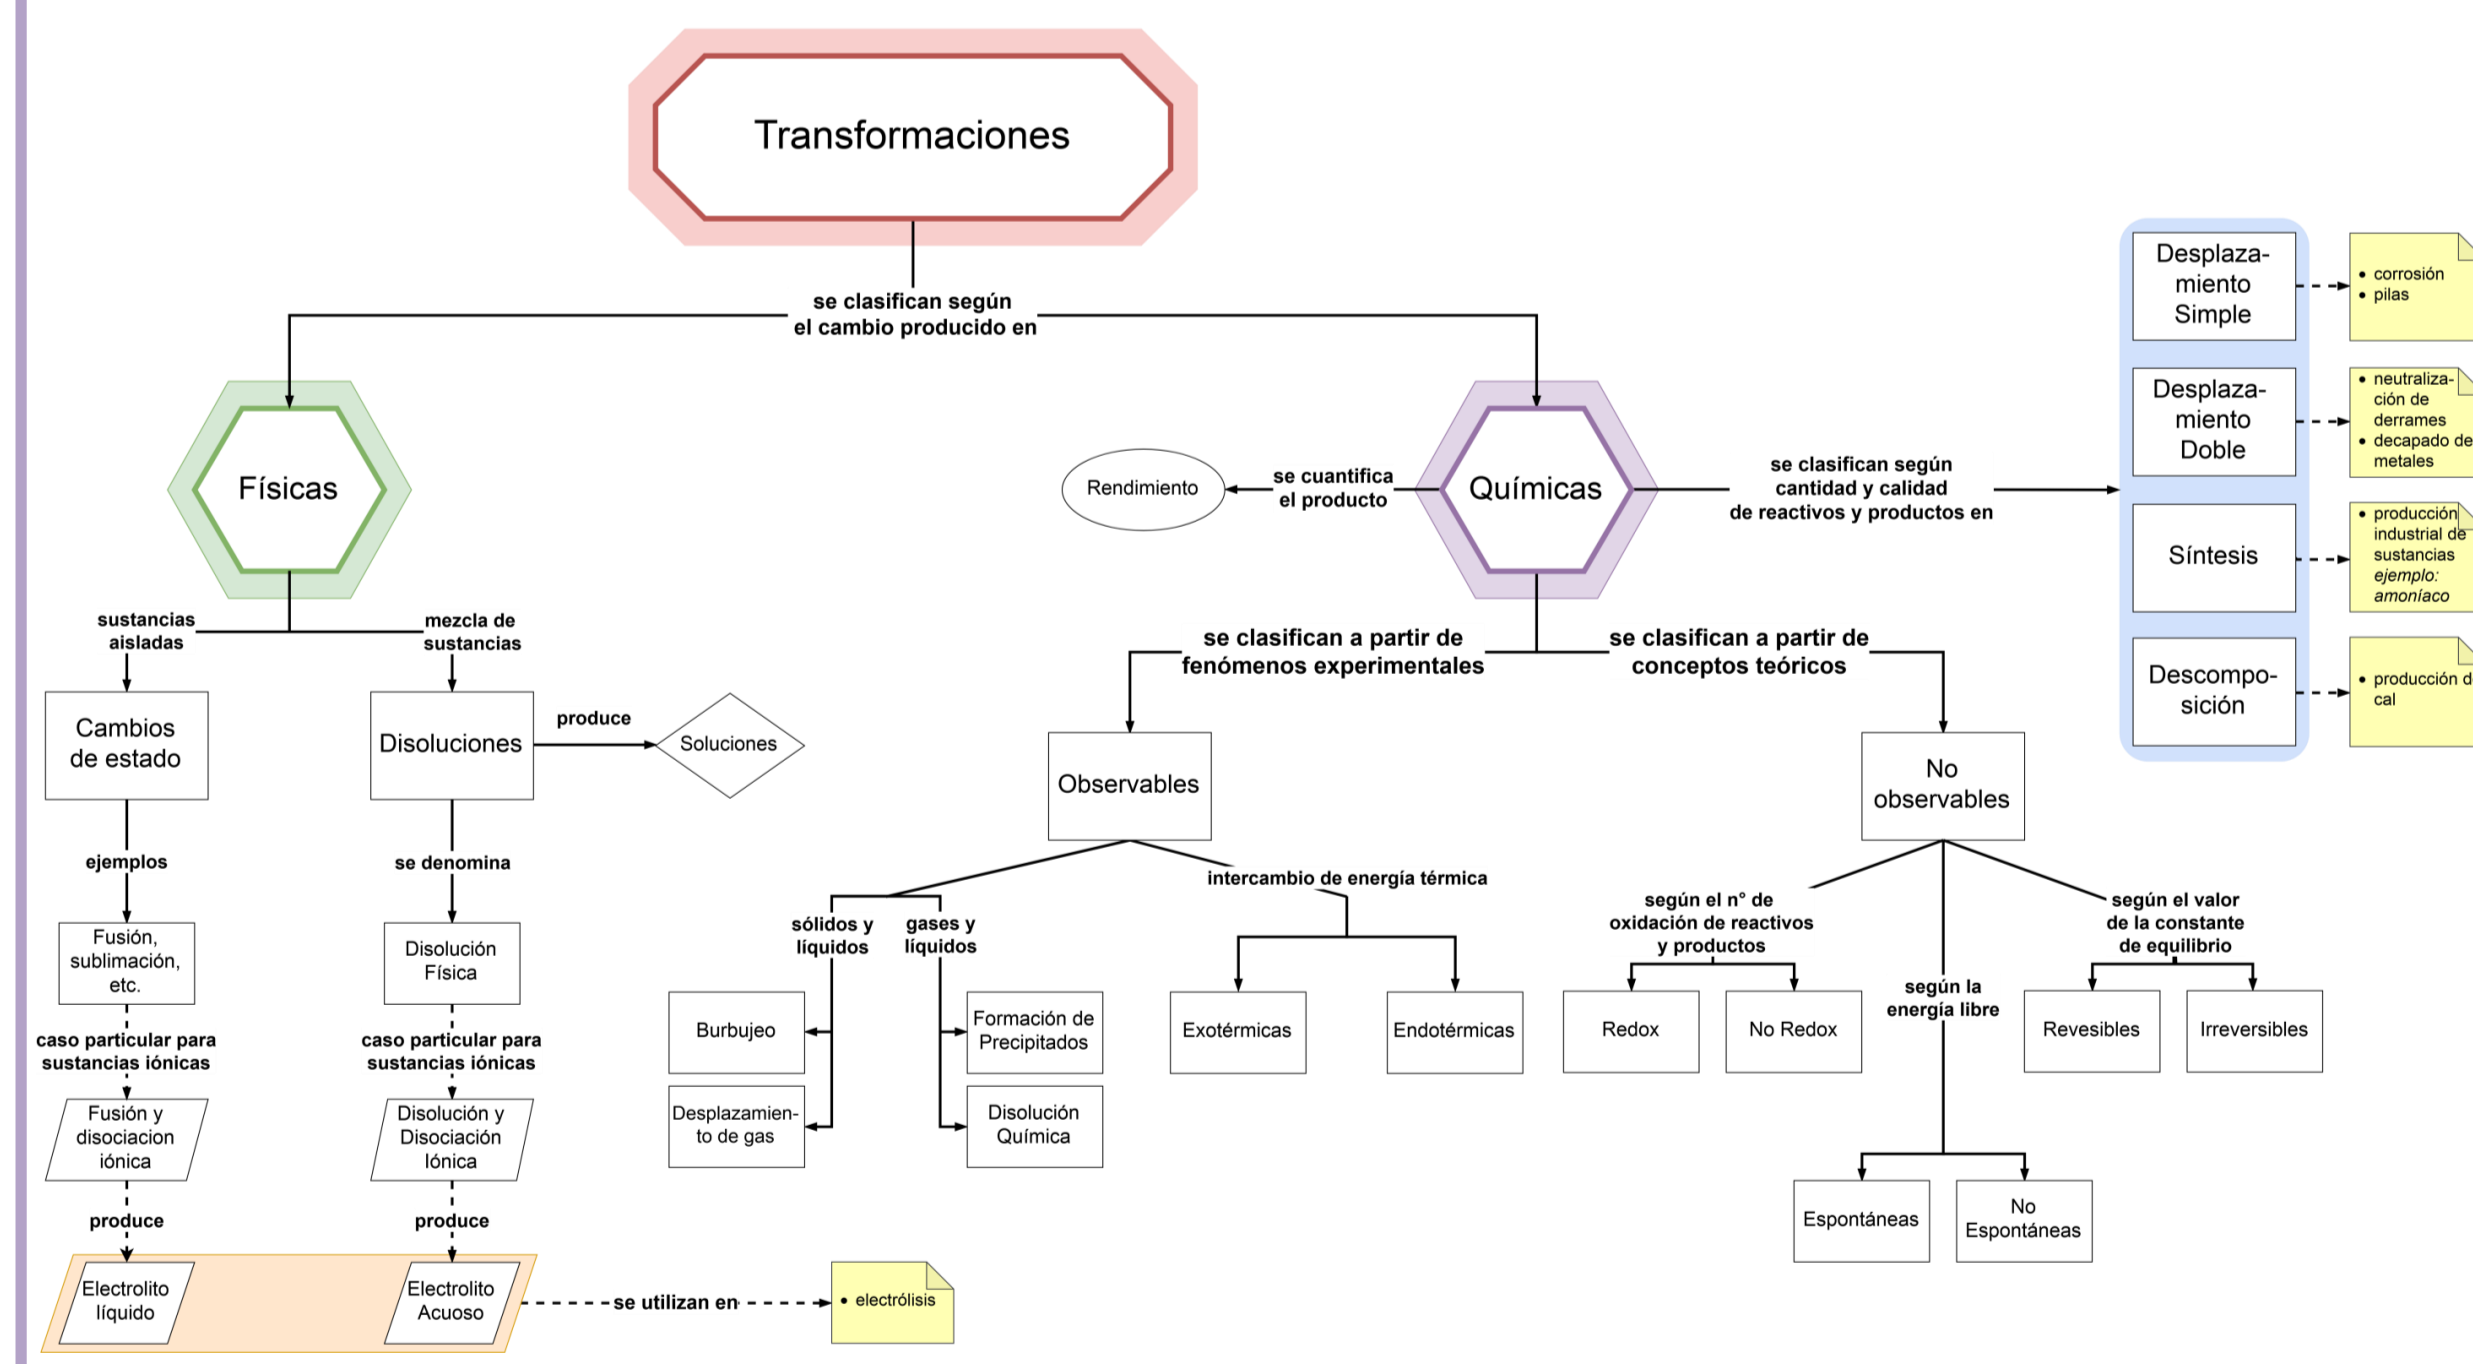 Transformaciones
se clasifican según
el cambio producido en
Físicas
Químicas
se cuantifica
el producto
Rendimiento
se clasifican según
cantidad y calidad
de reactivos y productos en
Desplaza-
miento
Simple
• corrosión
• pilas
Desplaza-
miento
Doble
• neutraliza-
ción de
derrames
• decapado de
metales
Síntesis
• producción
industrial de
sustancias
ejemplo:
amoníaco
Descompo-
sición
• producción de
cal
sustancias
aisladas
mezcla de
sustancias
Cambios
de estado
Disoluciones
produce
Soluciones
ejemplos
se denomina
Fusión,
sublimación,
etc.
Disolución
Física
caso particular para
sustancias iónicas
caso particular para
sustancias iónicas
Fusión y
disociacion
iónica
Disolución y
Disociación
Iónica
produce
produce
Electrolito
líquido
Electrolito
Acuoso
se utilizan en
• electrólisis
se clasifican a partir de
fenómenos experimentales
se clasifican a partir de
conceptos teóricos
Observables
No
observables
sólidos y
líquidos
gases y
líquidos
intercambio de energía térmica
Burbujeo
Desplazamien-
to de gas
Formación de
Precipitados
Disolución
Química
Exotérmicas
Endotérmicas
según el n° de
oxidación de reactivos
y productos
según la
energía libre
según el valor
de la constante
de equilibrio
Redox
No Redox
Revesibles
Irreversibles
Espontáneas
No
Espontáneas